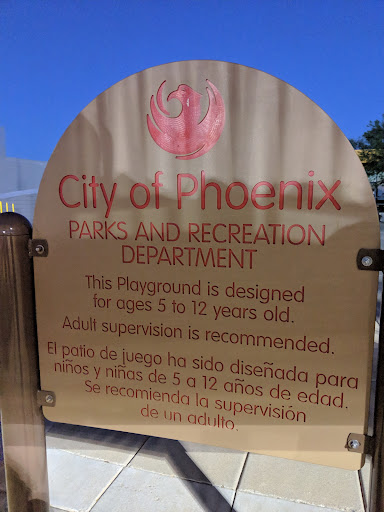 City of Phoenix
PARKS AND RECREATION
DEPARTMENT
This Playground is designed
for ages 5 to 12 years old.
Adult supervision is recommended.
El patio de juego ha sido diseñada para
niños y niñas de 5 a 12 años de edad.
Se recomienda la supervisión
de un adulto.